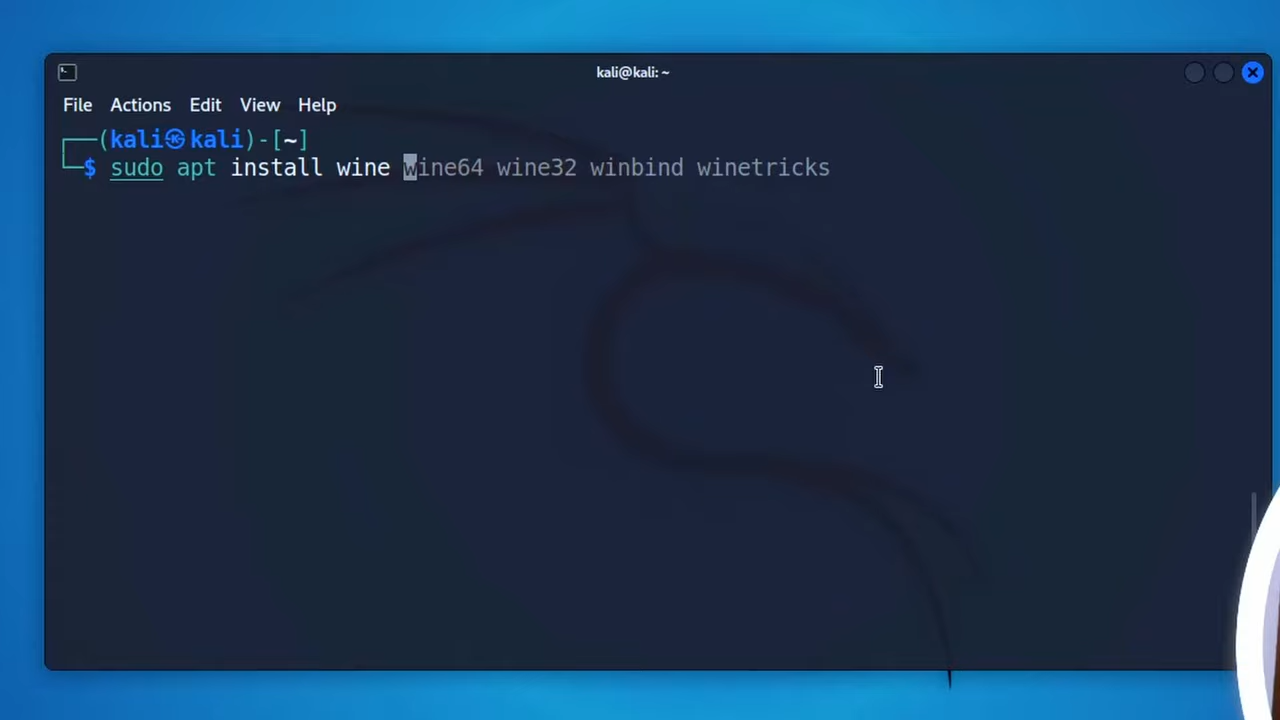 kali@kali: ~
File Actions Edit View Help
┌──(kali㉿kali)-[~]
└─$ sudo apt install wine wine64 wine32 winbind winetricks